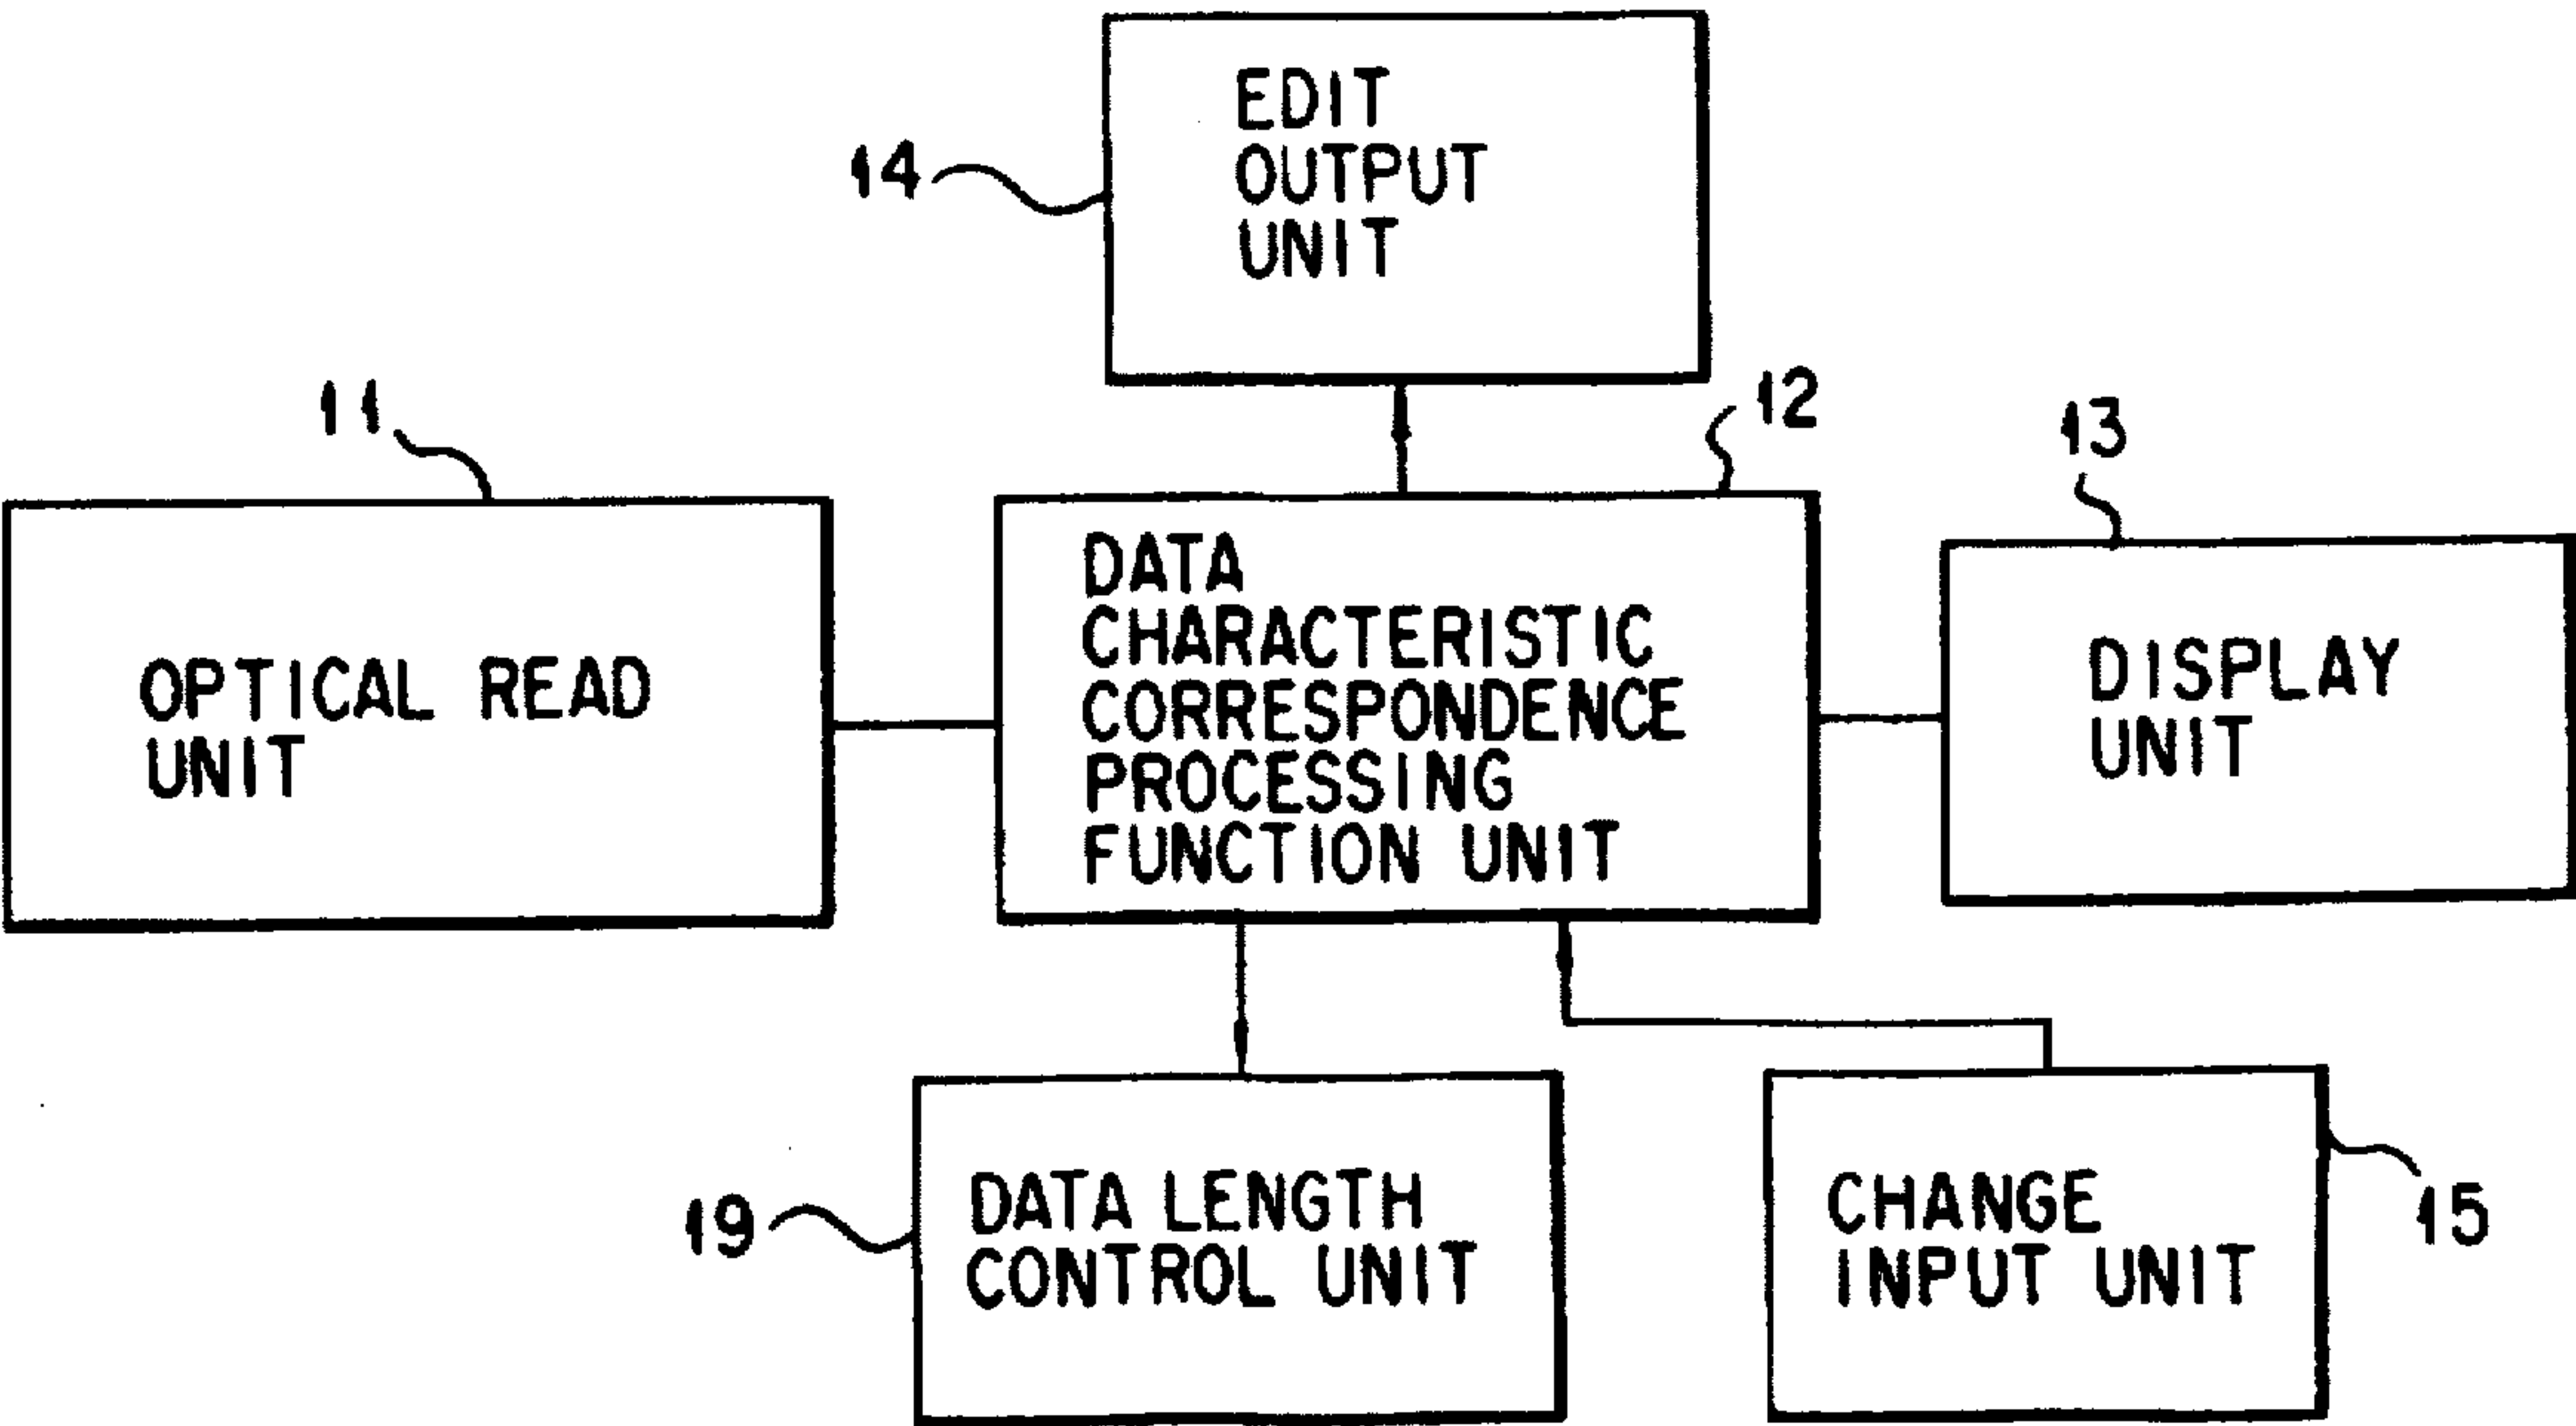 EDIT
OUTPUT
UNIT
14
11
12
13
OPTICAL READ
UNIT
DATA
CHARACTERISTIC
CORRESPONDENCE
PROCESSING
FUNCTION UNIT
DISPLAY
UNIT
19
DATA LENGTH
CONTROL UNIT
CHANGE
INPUT UNIT
15